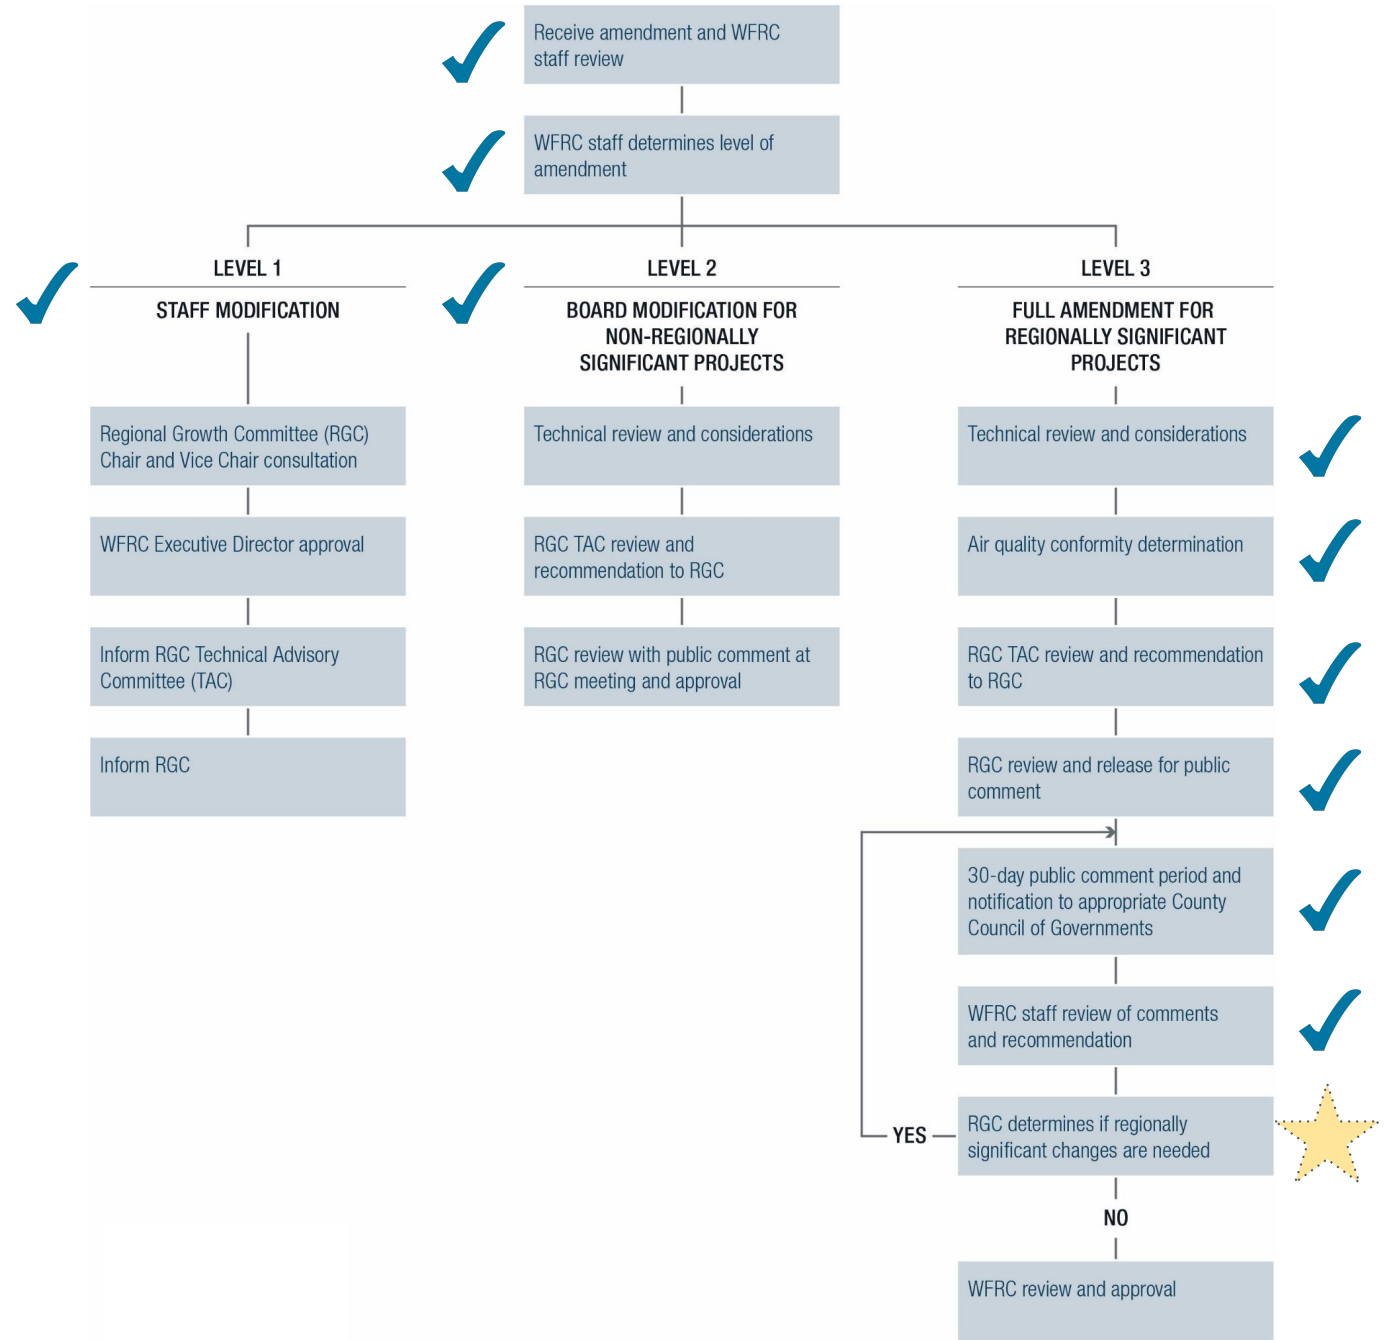 Receive amendment and WFRC
staff review
WFRC staff determines level of
amendment
LEVEL 1
STAFF MODIFICATION
Regional Growth Committee (RGC)
Chair and Vice Chair consultation
WFRC Executive Director approval
Inform RGC Technical Advisory
Committee (TAC)
Inform RGC
LEVEL 2
BOARD MODIFICATION FOR
NON-REGIONALLY
SIGNIFICANT PROJECTS
Technical review and considerations
RGC TAC review and
recommendation to RGC
RGC review with public comment at
RGC meeting and approval
LEVEL 3
FULL AMENDMENT FOR
REGIONALLY SIGNIFICANT
PROJECTS
Technical review and considerations
Air quality conformity determination
RGC TAC review and recommendation
to RGC
RGC review and release for public
comment
30-day public comment period and
notification to appropriate County
Council of Governments
WFRC staff review of comments
and recommendation
RGC determines if regionally
significant changes are needed
YES
NO
WFRC review and approval